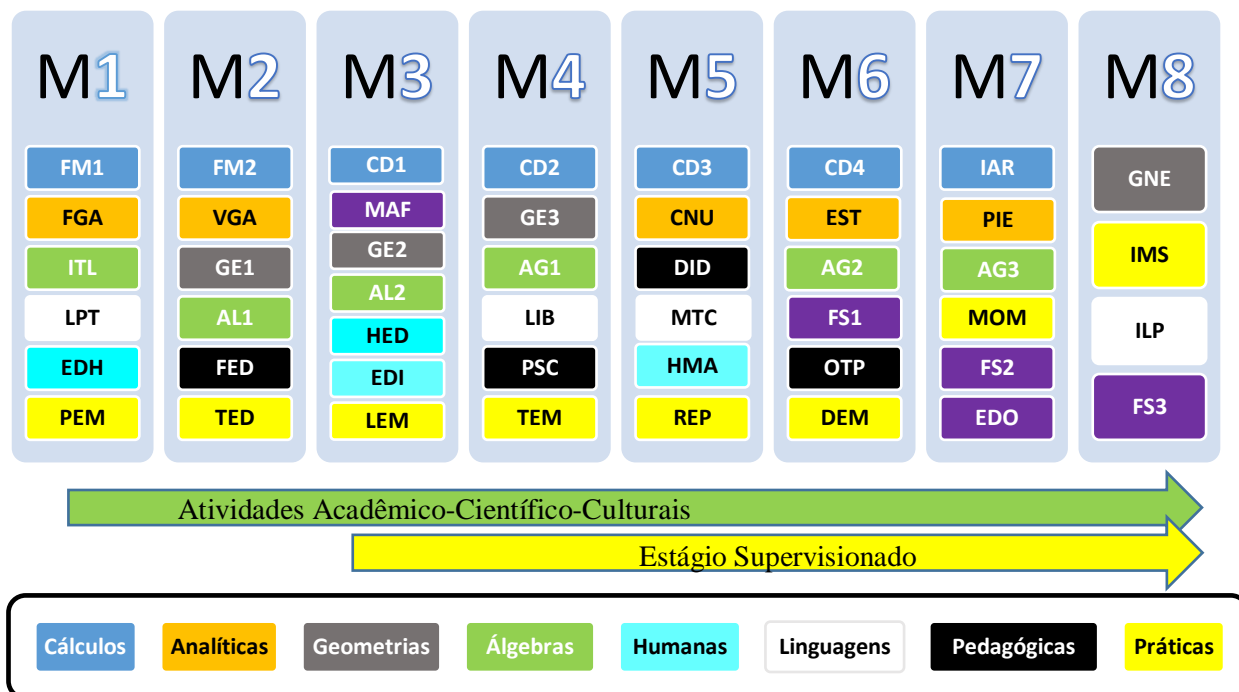 M1
M2
M3
M4
M5
M6
M7
M8
FM1
FGA
ITL
LPT
EDH
PEM
FM2
VGA
GE1
AL1
FED
TED
CD1
MAF
GE2
AL2
HED
EDI
LEM
CD2
GE3
AG1
LIB
PSC
TEM
CD3
CNU
DID
MTC
HMA
REP
CD4
EST
AG2
FS1
OTP
DEM
IAR
PIE
AG3
MOM
FS2
EDO
GNE
IMS
ILP
FS3
Atividades Acadêmico-Científico-Culturais
Estágio Supervisionado
Cálculos
Analíticas
Geometrias
Álgebras
Humanas
Linguagens
Pedagógicas
Práticas